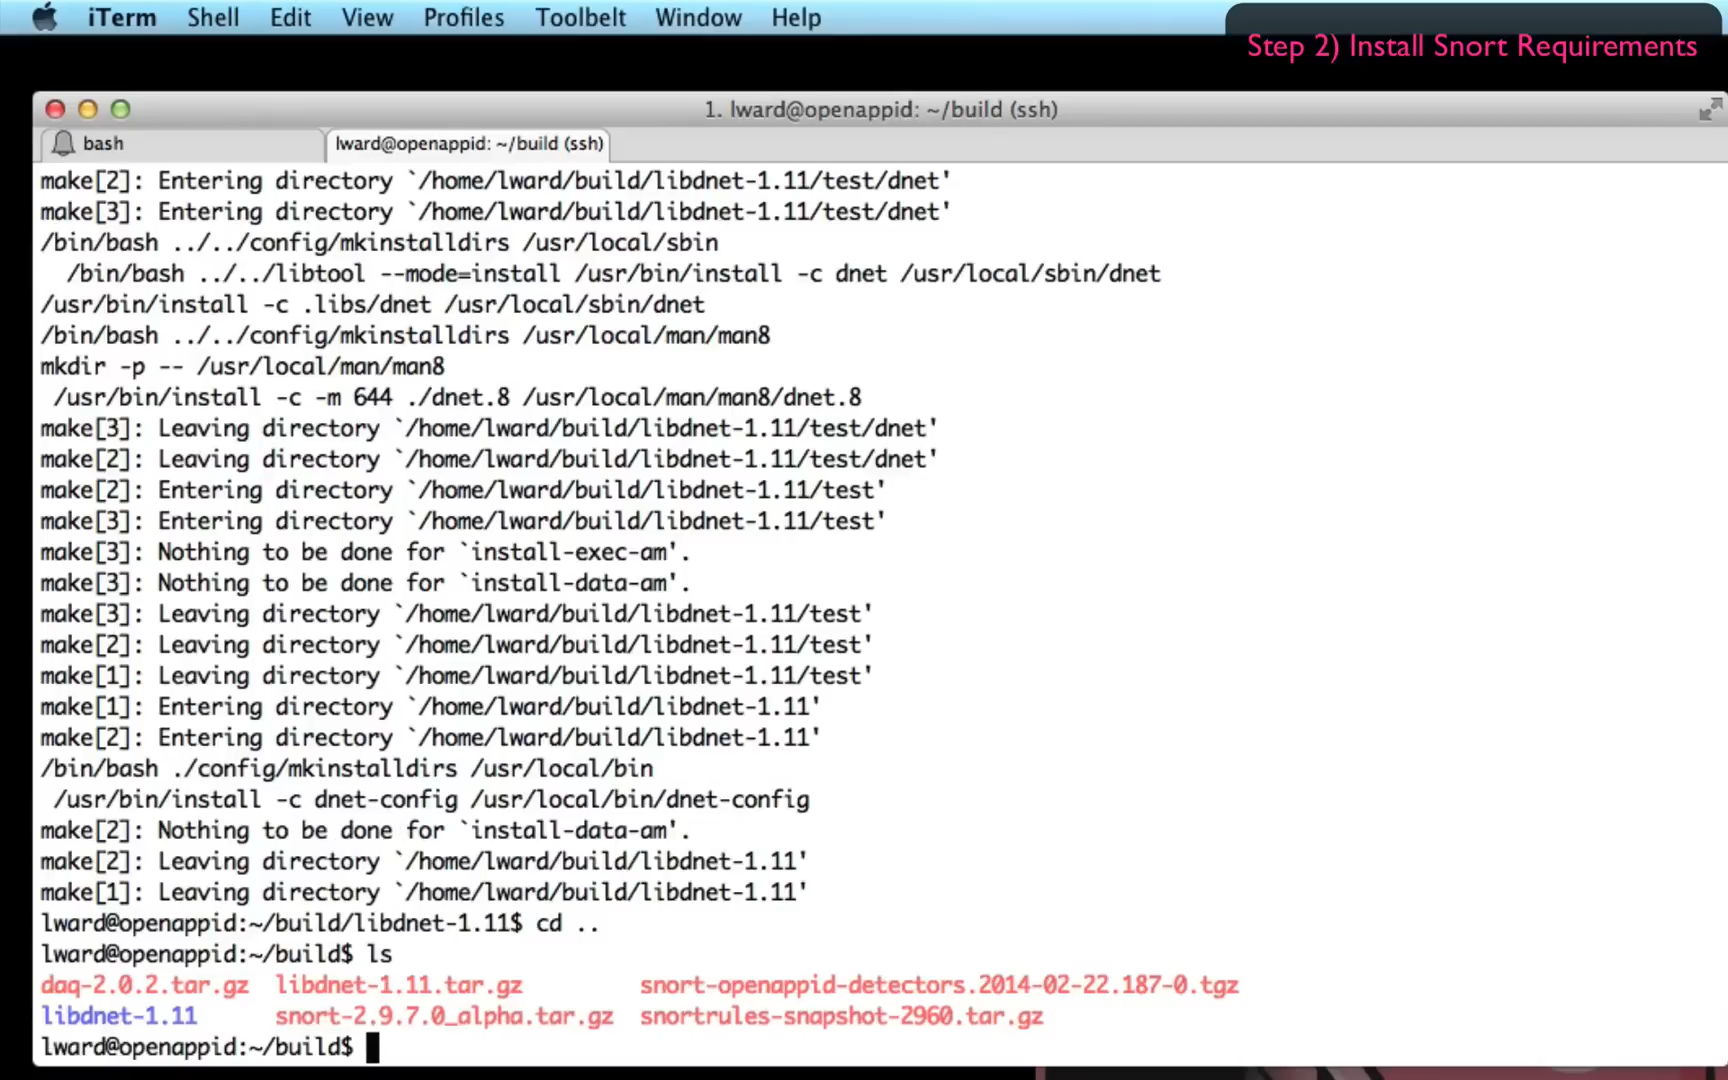 iTerm Shell Edit View Profiles Toolbelt Window Help
Step 2) Install Snort Requirements
1. lward@openappid: ~/build (ssh)
bash lward@openappid: ~/build (ssh)
make[2]: Entering directory `/home/lward/build/libdnet-1.11/test/dnet'
make[3]: Entering directory `/home/lward/build/libdnet-1.11/test/dnet'
/bin/bash ../../config/mkinstalldirs /usr/local/sbin
  /bin/bash ../../libtool --mode=install /usr/bin/install -c dnet /usr/local/sbin/dnet
/usr/bin/install -c .libs/dnet /usr/local/sbin/dnet
/bin/bash ../../config/mkinstalldirs /usr/local/man/man8
mkdir -p -- /usr/local/man/man8
 /usr/bin/install -c -m 644 ./dnet.8 /usr/local/man/man8/dnet.8
make[3]: Leaving directory `/home/lward/build/libdnet-1.11/test/dnet'
make[2]: Leaving directory `/home/lward/build/libdnet-1.11/test/dnet'
make[2]: Entering directory `/home/lward/build/libdnet-1.11/test'
make[3]: Entering directory `/home/lward/build/libdnet-1.11/test'
make[3]: Nothing to be done for `install-exec-am'.
make[3]: Nothing to be done for `install-data-am'.
make[3]: Leaving directory `/home/lward/build/libdnet-1.11/test'
make[2]: Leaving directory `/home/lward/build/libdnet-1.11/test'
make[1]: Leaving directory `/home/lward/build/libdnet-1.11/test'
make[1]: Entering directory `/home/lward/build/libdnet-1.11'
make[2]: Entering directory `/home/lward/build/libdnet-1.11'
/bin/bash ./config/mkinstalldirs /usr/local/bin
 /usr/bin/install -c dnet-config /usr/local/bin/dnet-config
make[2]: Nothing to be done for `install-data-am'.
make[2]: Leaving directory `/home/lward/build/libdnet-1.11'
make[1]: Leaving directory `/home/lward/build/libdnet-1.11'
lward@openappid:~/build/libdnet-1.11$ cd ..
lward@openappid:~/build$ ls
daq-2.0.2.tar.gz libdnet-1.11.tar.gz snort-openappid-detectors.2014-02-22.187-0.tgz
libdnet-1.11 snort-2.9.7.0_alpha.tar.gz snortrules-snapshot-2960.tar.gz
lward@openappid:~/build$